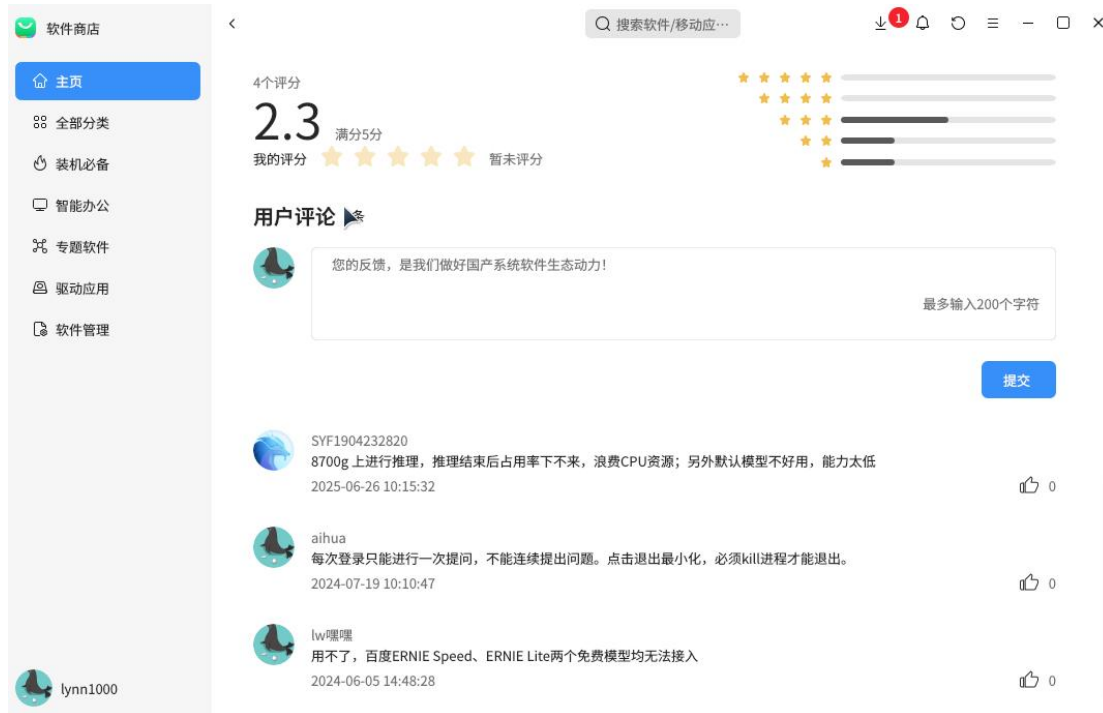 软件商店
搜索软件/移动应…
1
主页
全部分类
装机必备
智能办公
专题软件
驱动应用
软件管理
lynn1000
4个评分
2.3 满分5分
我的评分 暂未评分
用户评论 条
您的反馈，是我们做好国产系统软件生态动力！
最多输入200个字符
提交
SYF1904232820
8700g 上进行推理，推理结束后占用率下不来，浪费CPU资源；另外默认模型不好用，能力太低
2025-06-26 10:15:32
0
aihua
每次登录只能进行一次提问，不能连续提出问题。点击退出最小化，必须kill进程才能退出。
2024-07-19 10:10:47
0
lw嘿嘿
用不了，百度ERNIE Speed、ERNIE Lite两个免费模型均无法接入
2024-06-05 14:48:28
0